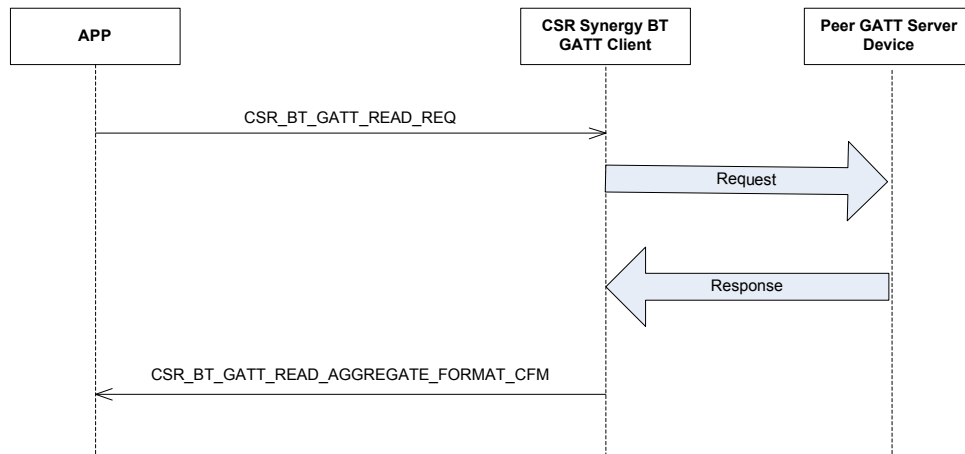 APP
CSR Synergy BT
GATT Client
Peer GATT Server
Device
CSR_BT_GATT_READ_REQ
Request
Response
CSR_BT_GATT_READ_AGGREGATE_FORMAT_CFM